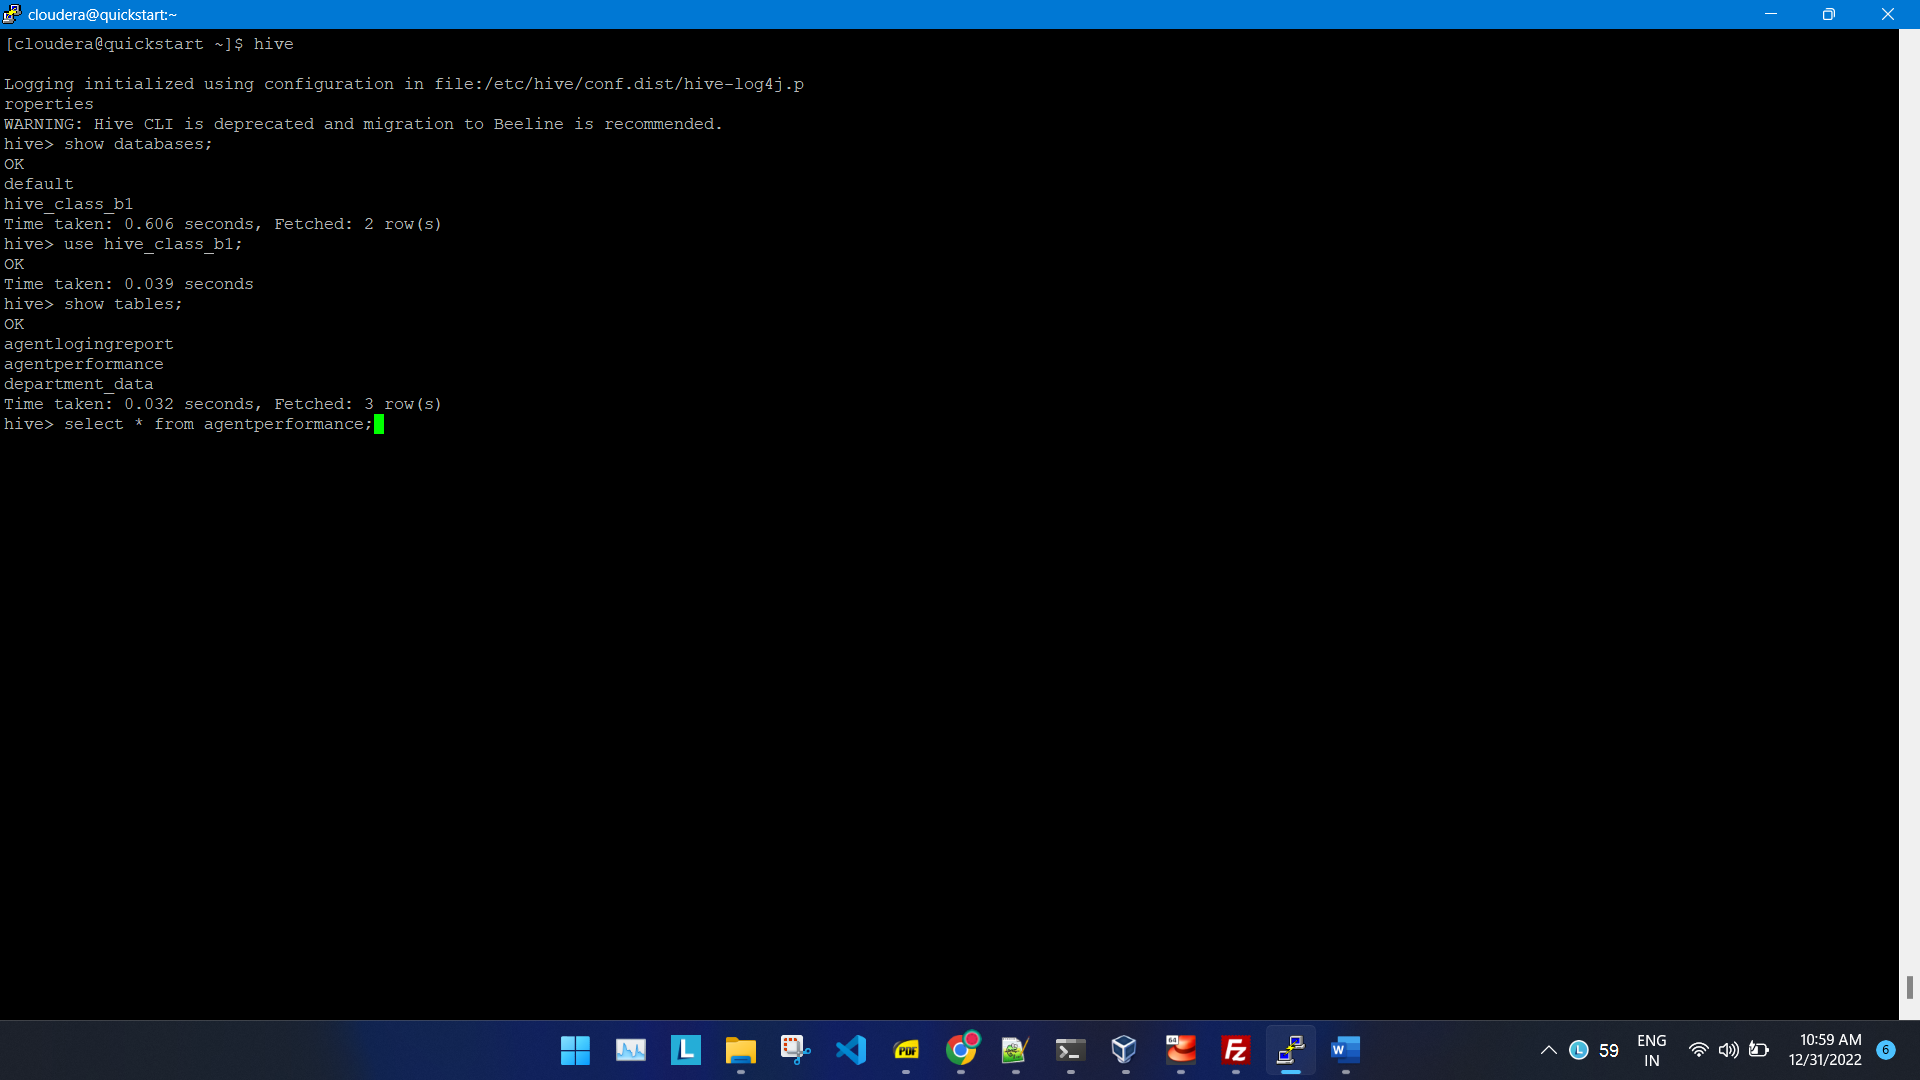 cloudera@quickstart:~
[cloudera@quickstart ~]$ hive
Logging initialized using configuration in file:/etc/hive/conf.dist/hive-log4j.p
roperties
WARNING: Hive CLI is deprecated and migration to Beeline is recommended.
hive> show databases;
OK
default
hive_class_b1
Time taken: 0.606 seconds, Fetched: 2 row(s)
hive> use hive_class_b1;
OK
Time taken: 0.039 seconds
hive> show tables;
OK
agentlogingreport
agentperformance
department_data
Time taken: 0.032 seconds, Fetched: 3 row(s)
hive> select * from agentperformance;
L
PDF
64
FZ
W
L
59
ENG
IN
10:59 AM
12/31/2022
6